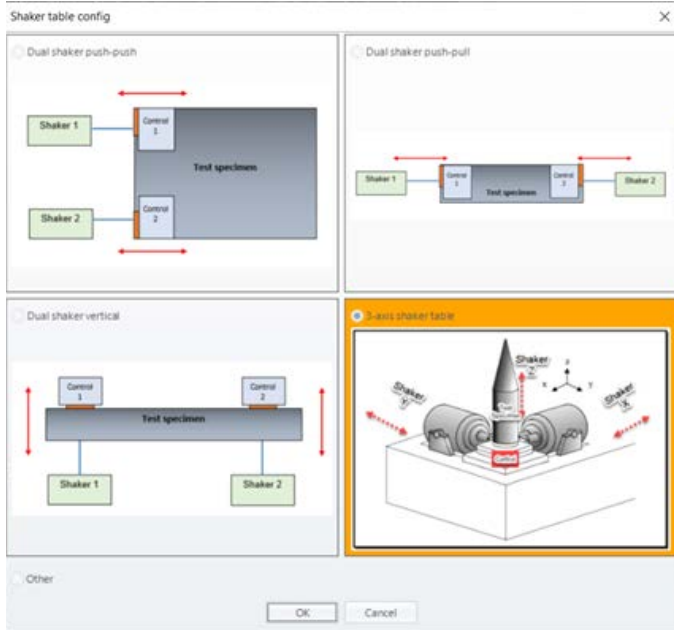 Shaker table config
Dual shaker push-push
Shaker 1
Control
1
Test specimen
Shaker 2
Control
2
Dual shaker push-pull
Shaker 1
Control
1
Test specimen
Control
2
Shaker 2
Dual shaker vertical
Control
1
Control
2
Test specimen
Shaker 1
Shaker 2
3-axis shaker table
Shaker
Z
z
x
y
Shaker
Y
Shaker
X
Test
Specimen
Control
Other
OK
Cancel